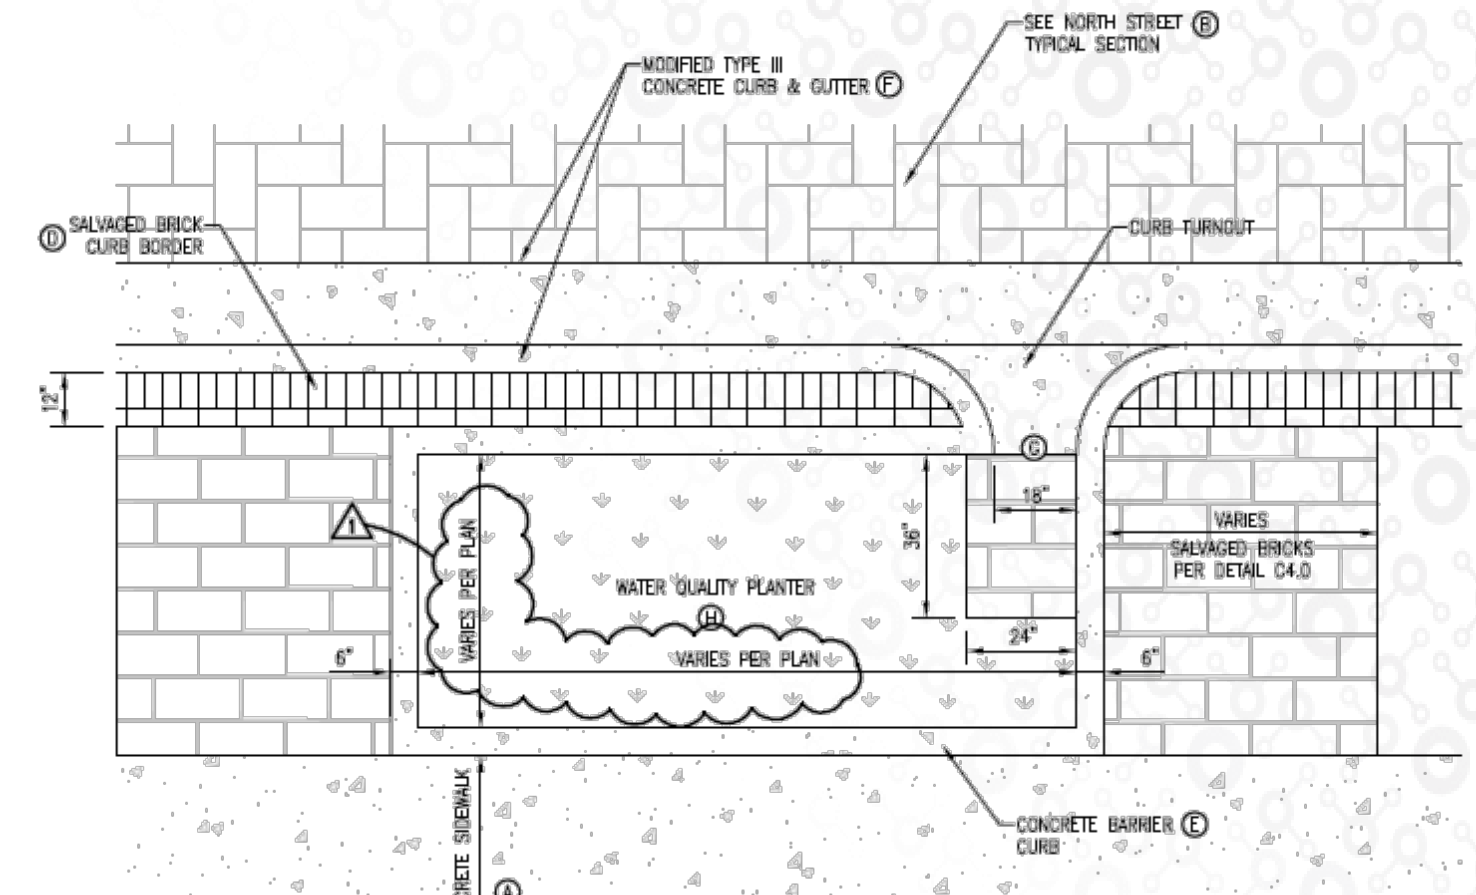 SEE NORTH STREET B
TYPICAL SECTION
MODIFIED TYPE III
CONCRETE CURB & GUTTER F
D SALVAGED BRICK
CURB BORDER
CURB TURNOUT
12"
G
18"
36"
1
VARIES PER PLAN
WATER QUALITY PLANTER
H
VARIES PER PLAN
24"
6"
6"
VARIES
SALVAGED BRICKS
PER DETAIL C4.0
CONCRETE BARRIER E
CURB
SIDEWALK
A